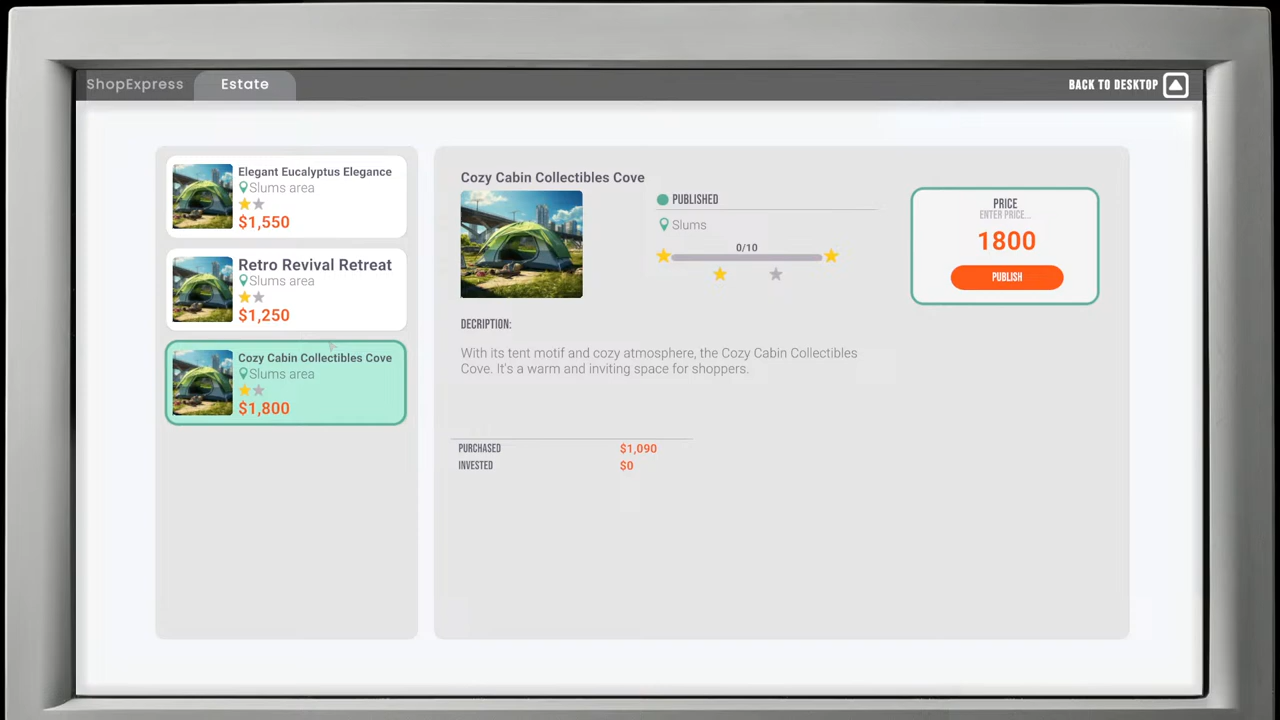 ShopExpress
Estate
BACK TO DESKTOP
Elegant Eucalyptus Elegance
Slums area
$1,550
Retro Revival Retreat
Slums area
$1,250
Cozy Cabin Collectibles Cove
Slums area
$1,800
Cozy Cabin Collectibles Cove
PUBLISHED
Slums
0/10
PRICE
ENTER PRICE...
1800
PUBLISH
DECRIPTION:
With its tent motif and cozy atmosphere, the Cozy Cabin Collectibles
Cove. It's a warm and inviting space for shoppers.
PURCHASED $1,090
INVESTED $0